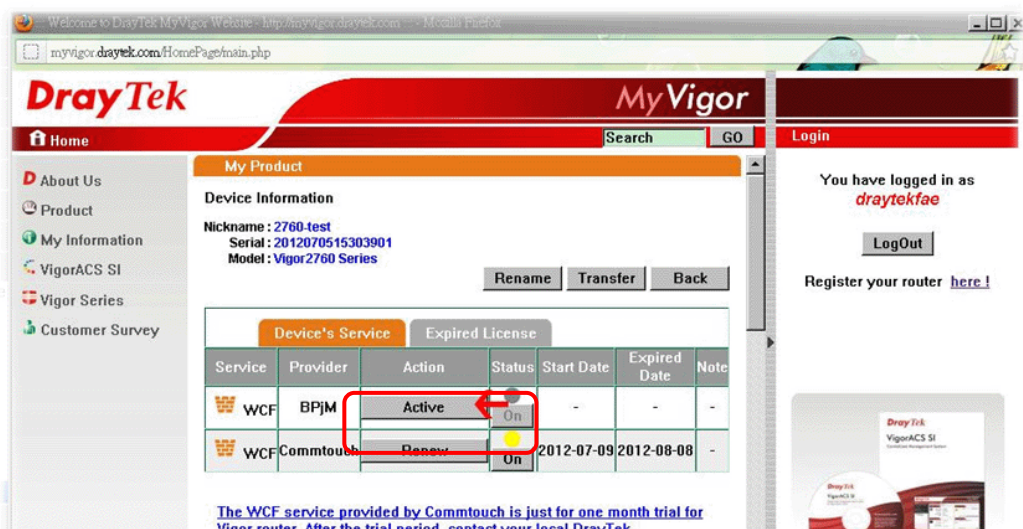 Welcome to DrayTek MyVigor Website - http://myvigor.draytek.com - Mozilla Firefox
myvigor.draytek.com/HomePage/main.php
DrayTek
MyVigor
Home
Search GO
Login
About Us
Product
My Information
VigorACS SI
Vigor Series
Customer Survey
My Product
Device Information
Nickname : 2760-test
Serial : 2012070515303901
Model : Vigor2760 Series
Rename Transfer Back
Device's Service Expired License
Service Provider Action Status Start Date Expired Date Note
WCF BPjM Active On - - -
WCF Commtouch Renew On 2012-07-09 2012-08-08 -
The WCF service provided by Commtouch is just for one month trial for
Vigor router. After the trial period, contact your local DrayTek
You have logged in as
draytekfae
LogOut
Register your router here !
DrayTek
VigorACS SI
DrayTek
VigorACS SI